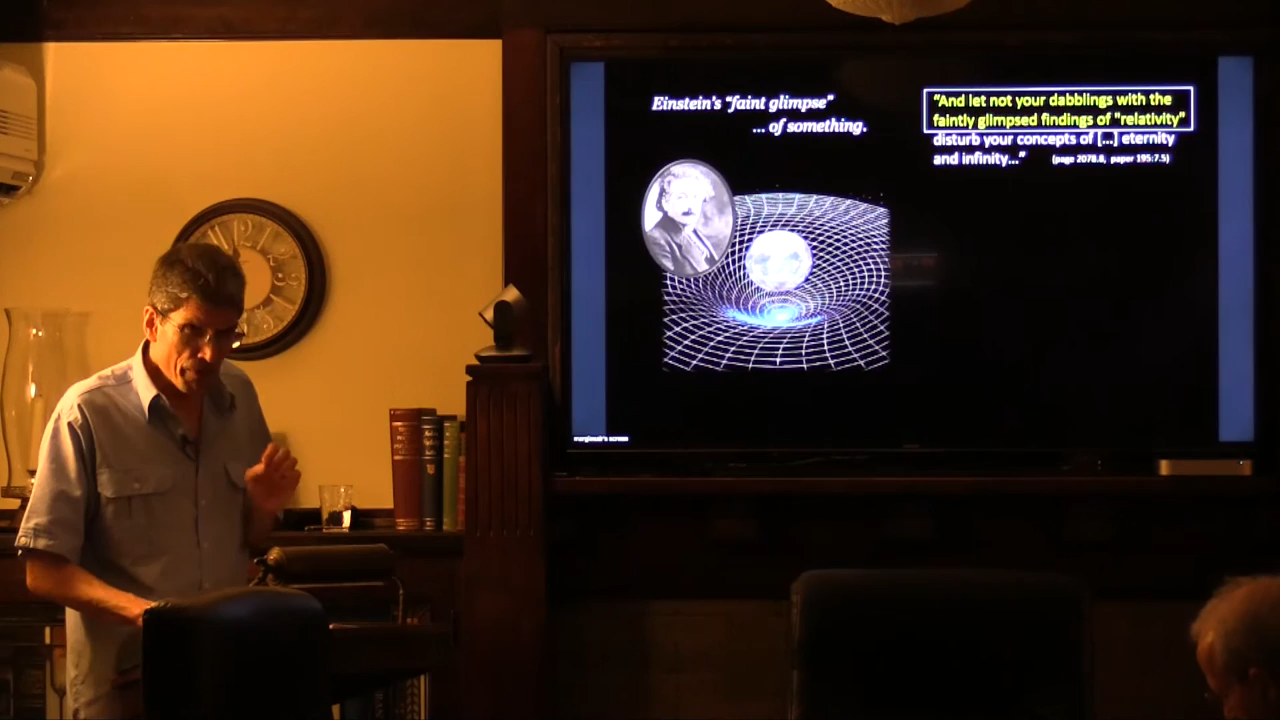 Einstein's "faint glimpse"
... of something.
"And let not your dabblings with the
faintly glimpsed findings of "relativity"
disturb your concepts of [...] eternity
and infinity..." (page 2078.8, paper 195:7.5)